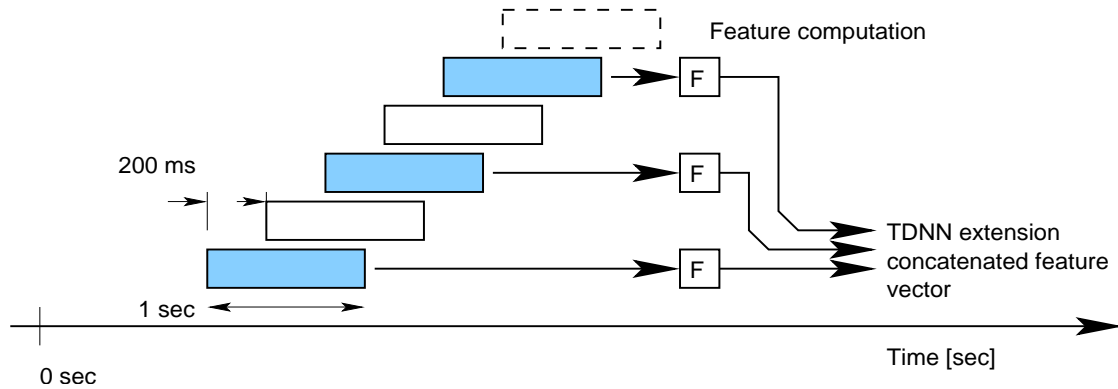 Feature computation
F
200 ms
F
TDNN extension
concatenated feature
vector
F
1 sec
Time [sec]
0 sec